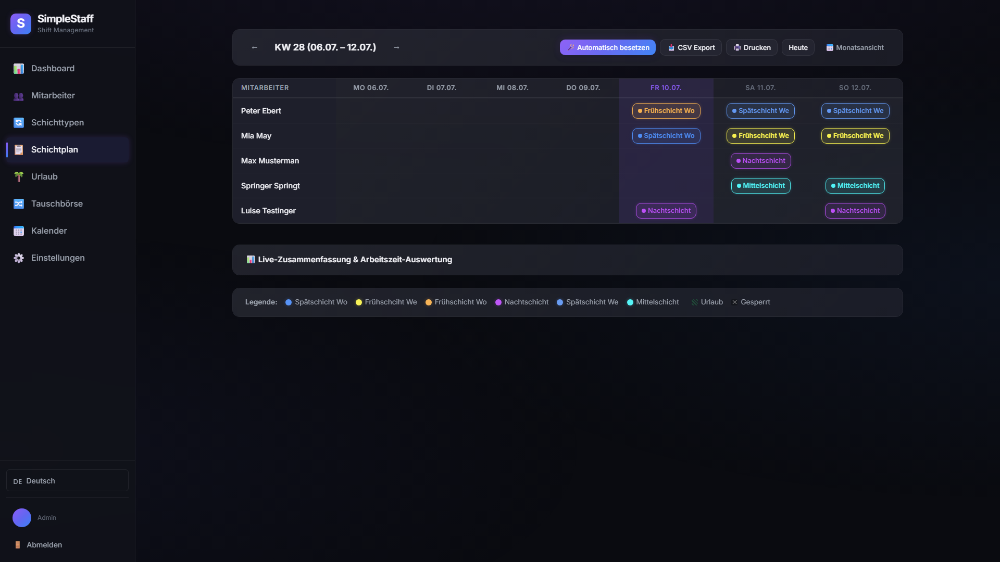 S
SimpleStaff
Shift Management
Dashboard
Mitarbeiter
Schichttypen
Schichtplan
Urlaub
Tauschbörse
Kalender
Einstellungen
DE Deutsch
Admin
Abmelden
← KW 28 (06.07. – 12.07.) →
Automatisch besetzen CSV Export Drucken Heute Monatsansicht
MITARBEITER MO 06.07. DI 07.07. MI 08.07. DO 09.07. FR 10.07. SA 11.07. SO 12.07.
Peter Ebert Frühschicht Wo Spätschicht We Spätschicht We
Mia May Spätschicht Wo Frühschciht We Frühschciht We
Max Musterman Nachtschicht
Springer Springt Mittelschicht Mittelschicht
Luise Testinger Nachtschicht Nachtschicht
Live-Zusammenfassung & Arbeitszeit-Auswertung
Legende: Spätschicht Wo Frühschciht We Frühschicht Wo Nachtschicht Spätschicht We Mittelschicht Urlaub Gesperrt